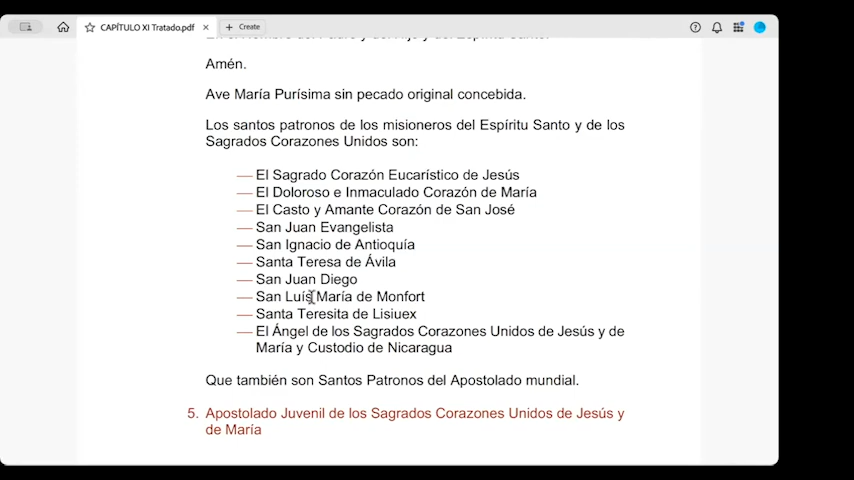 CAPÍTULO XI Tratado.pdf
Create
Amén.
Ave María Purísima sin pecado original concebida.
Los santos patronos de los misioneros del Espíritu Santo y de los
Sagrados Corazones Unidos son:
— El Sagrado Corazón Eucarístico de Jesús
— El Doloroso e Inmaculado Corazón de María
— El Casto y Amante Corazón de San José
— San Juan Evangelista
— San Ignacio de Antioquía
— Santa Teresa de Ávila
— San Juan Diego
— San Luís María de Monfort
— Santa Teresita de Lisiuex
— El Ángel de los Sagrados Corazones Unidos de Jesús y de
María y Custodio de Nicaragua
Que también son Santos Patronos del Apostolado mundial.
5. Apostolado Juvenil de los Sagrados Corazones Unidos de Jesús y
de María